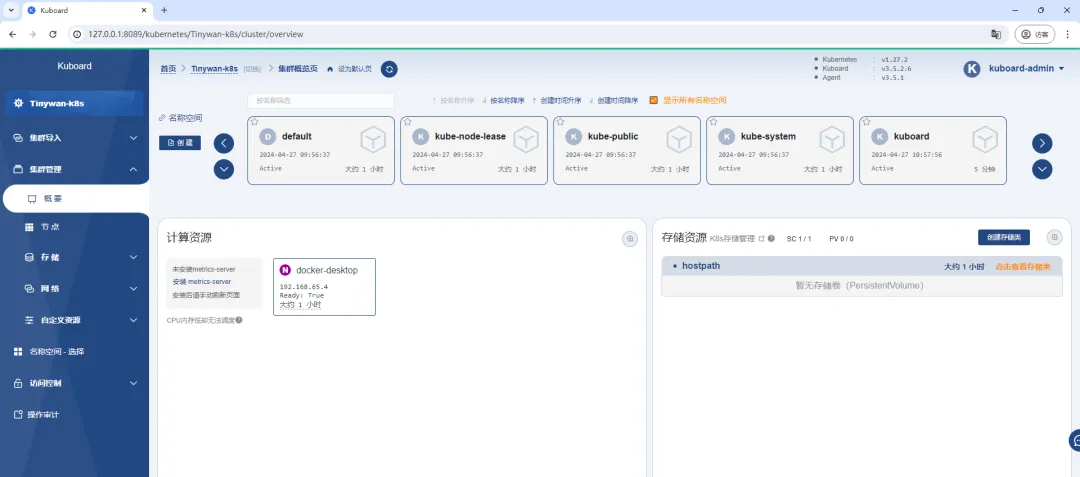 Kuboard
127.0.0.1:8089/kubernetes/Tinywan-k8s/cluster/overview
访客
Kuboard
首页 > Tinywan-k8s [切换] > 集群概览页 设为默认页
Kubernetes : v1.27.2
Kuboard : v3.5.2.6
Agent : v3.5.1
K kuboard-admin
Tinywan-k8s
集群导入
集群管理
概要
节点
存储
网络
自定义资源
名称空间 - 选择
访问控制
操作审计
按名称筛选
按名称升序 按名称降序 创建时间升序 创建时间降序 显示所有名称空间
名称空间
创建
D default
2024-04-27 09:56:37
Active 大约 1 小时
K kube-node-lease
2024-04-27 09:56:37
Active 大约 1 小时
K kube-public
2024-04-27 09:56:37
Active 大约 1 小时
K kube-system
2024-04-27 09:56:37
Active 大约 1 小时
K kuboard
2024-04-27 10:57:56
Active 5 分钟
计算资源
未安装metrics-server
安装 metrics-server
安装后请手动刷新页面
CPU内存低却无法调度
N docker-desktop
192.168.65.4
Ready: True
大约 1 小时
存储资源 K8s存储管理 SC 1 / 1 PV 0 / 0 创建存储类
hostpath 大约 1 小时 点击查看存储类
暂无存储卷（PersistentVolume）